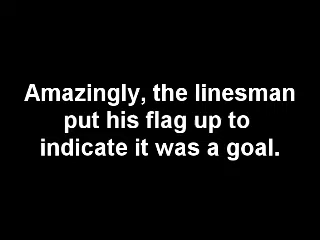 Amazingly, the linesman
put his flag up to
indicate it was a goal.